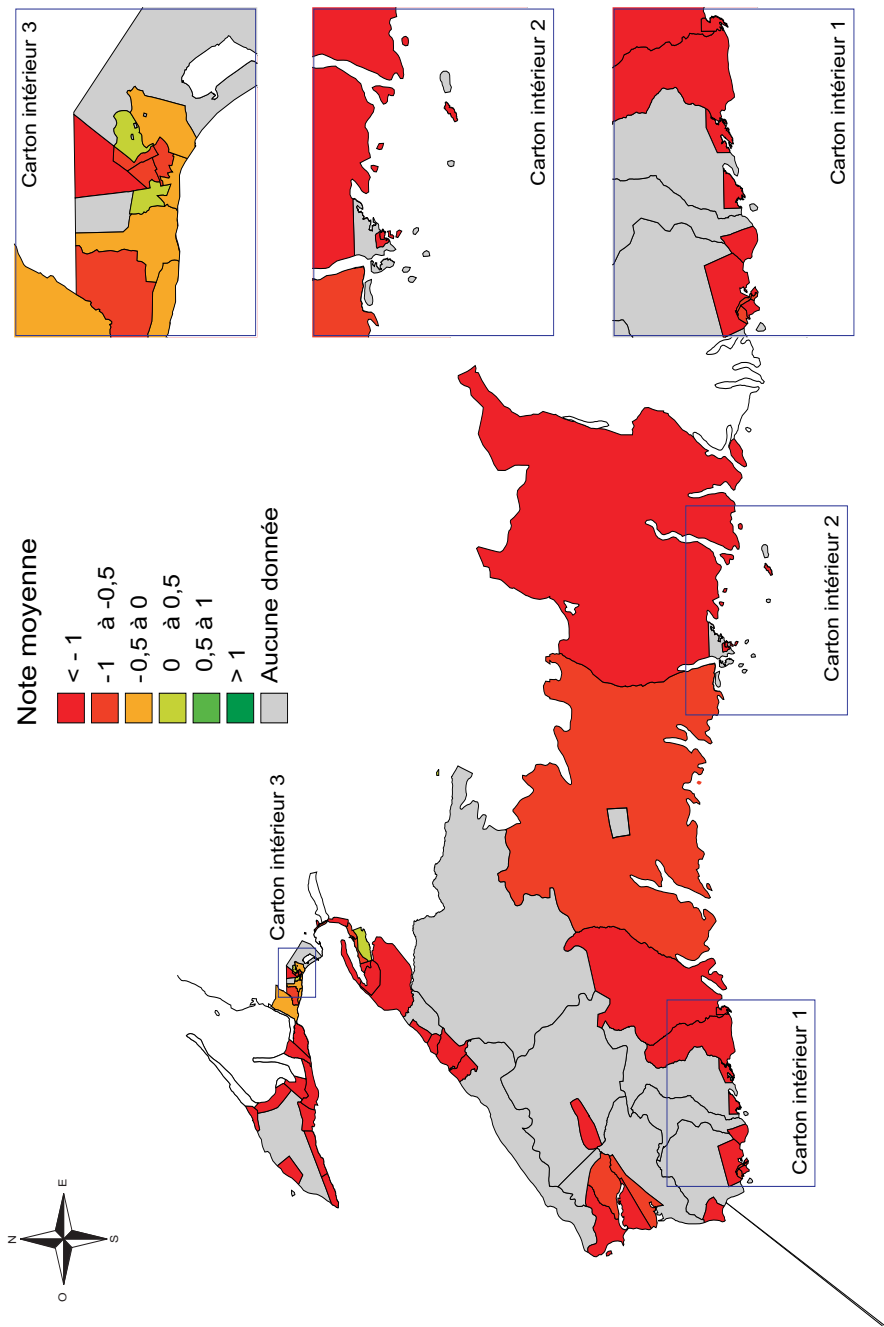 Carton intérieur 3
Carton intérieur 2
Carton intérieur 1
Note moyenne
< - 1
-1 à -0,5
-0,5 à 0
0 à 0,5
0,5 à 1
> 1
Aucune donnée
Carton intérieur 3
Carton intérieur 2
Carton intérieur 1
N
O
E
S